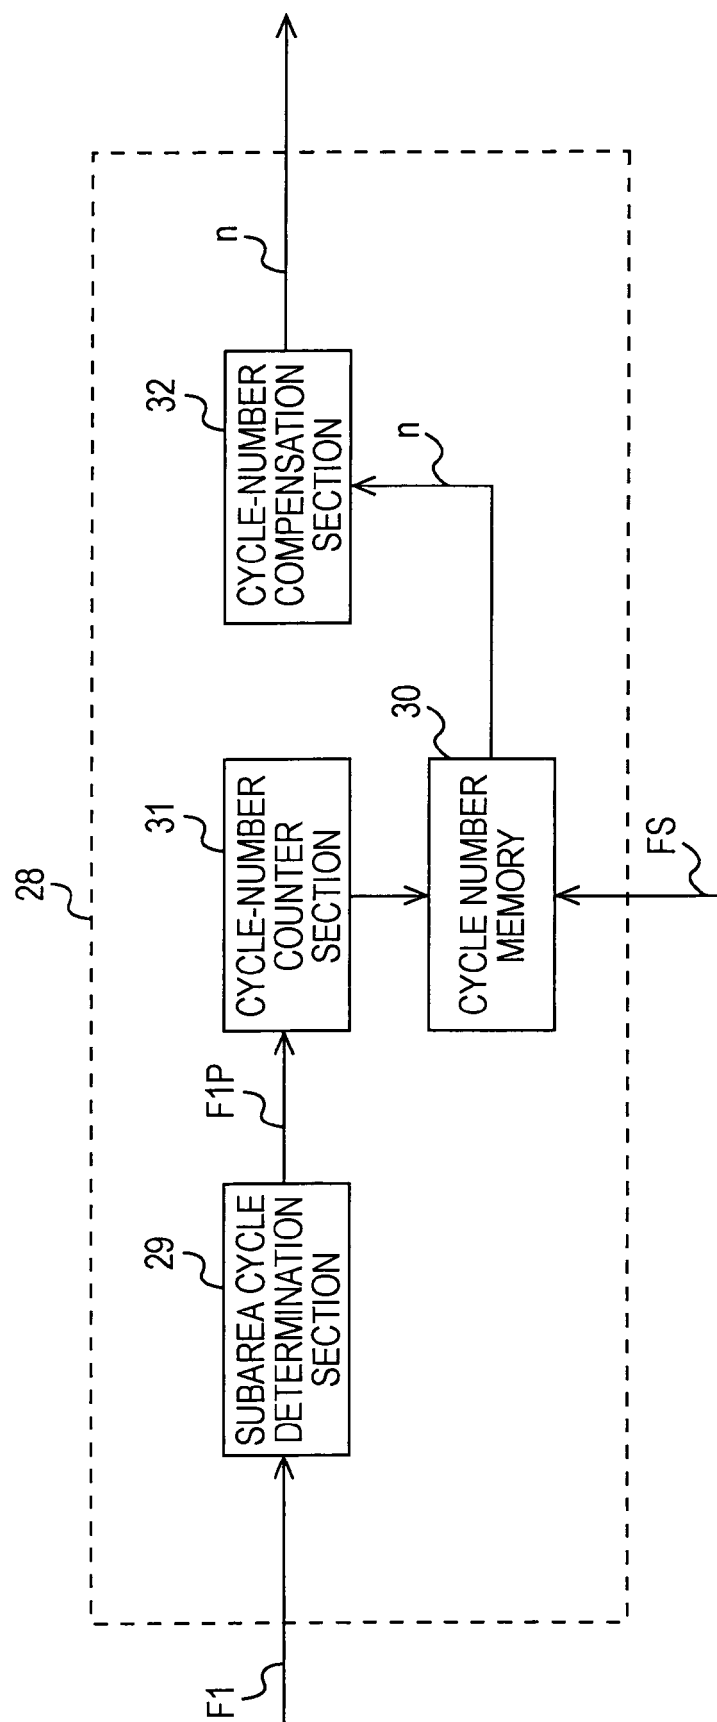 28
F1
29
SUBAREA CYCLE
DETERMINATION
SECTION
F1P
31
CYCLE-NUMBER
COUNTER
SECTION
32
CYCLE-NUMBER
COMPENSATION
SECTION
n
30
CYCLE NUMBER
MEMORY
n
FS